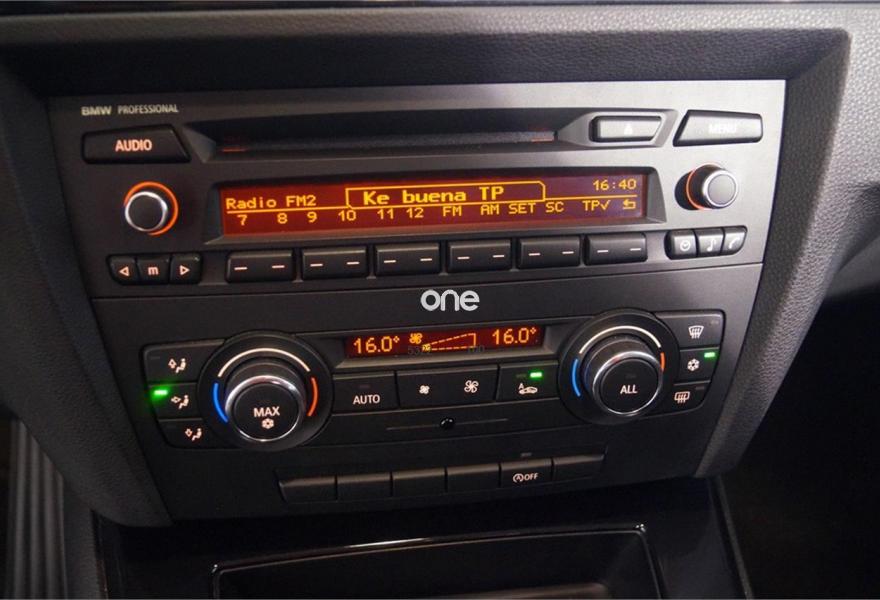 BMW PROFESSIONAL
AUDIO
MENU
Radio FM2 Ke buena TP 16:40
7 8 9 10 11 12 FM AM SET SC TP✓
m
one
16.0° 16.0°
MAX
AUTO
A
ALL
A OFF